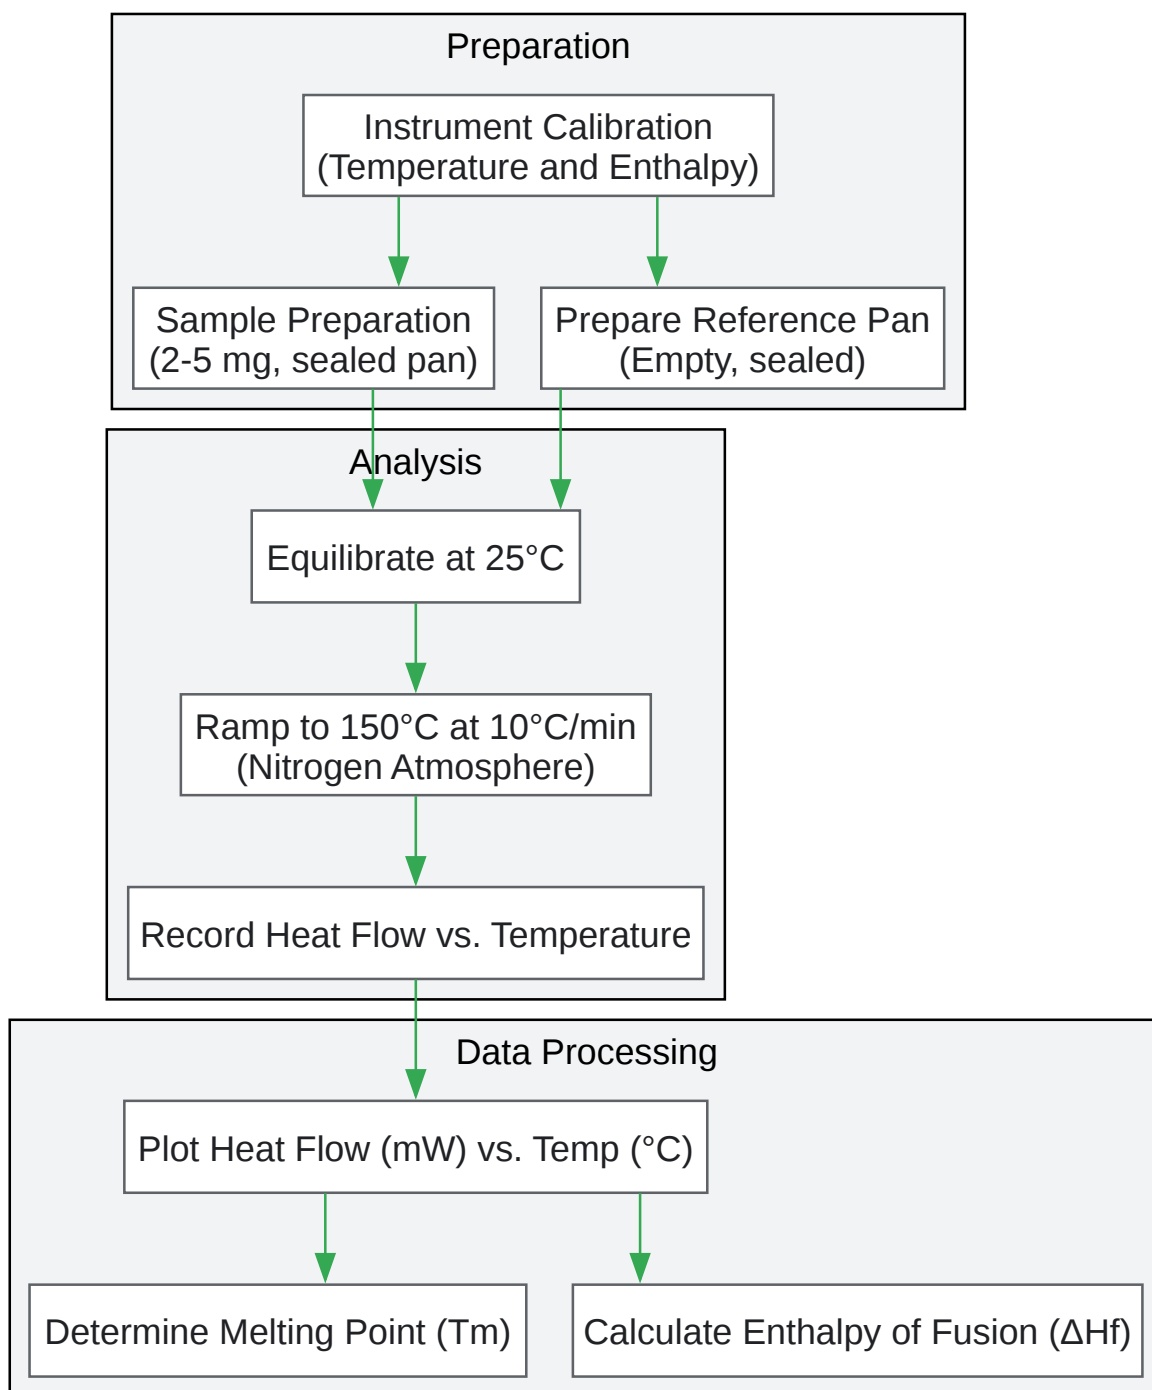 Preparation
Instrument Calibration
(Temperature and Enthalpy)
Sample Preparation
(2-5 mg, sealed pan)
Prepare Reference Pan
(Empty, sealed)
Analysis
Equilibrate at 25°C
Ramp to 150°C at 10°C/min
(Nitrogen Atmosphere)
Record Heat Flow vs. Temperature
Data Processing
Plot Heat Flow (mW) vs. Temp (°C)
Determine Melting Point (Tm)
Calculate Enthalpy of Fusion (ΔHf)